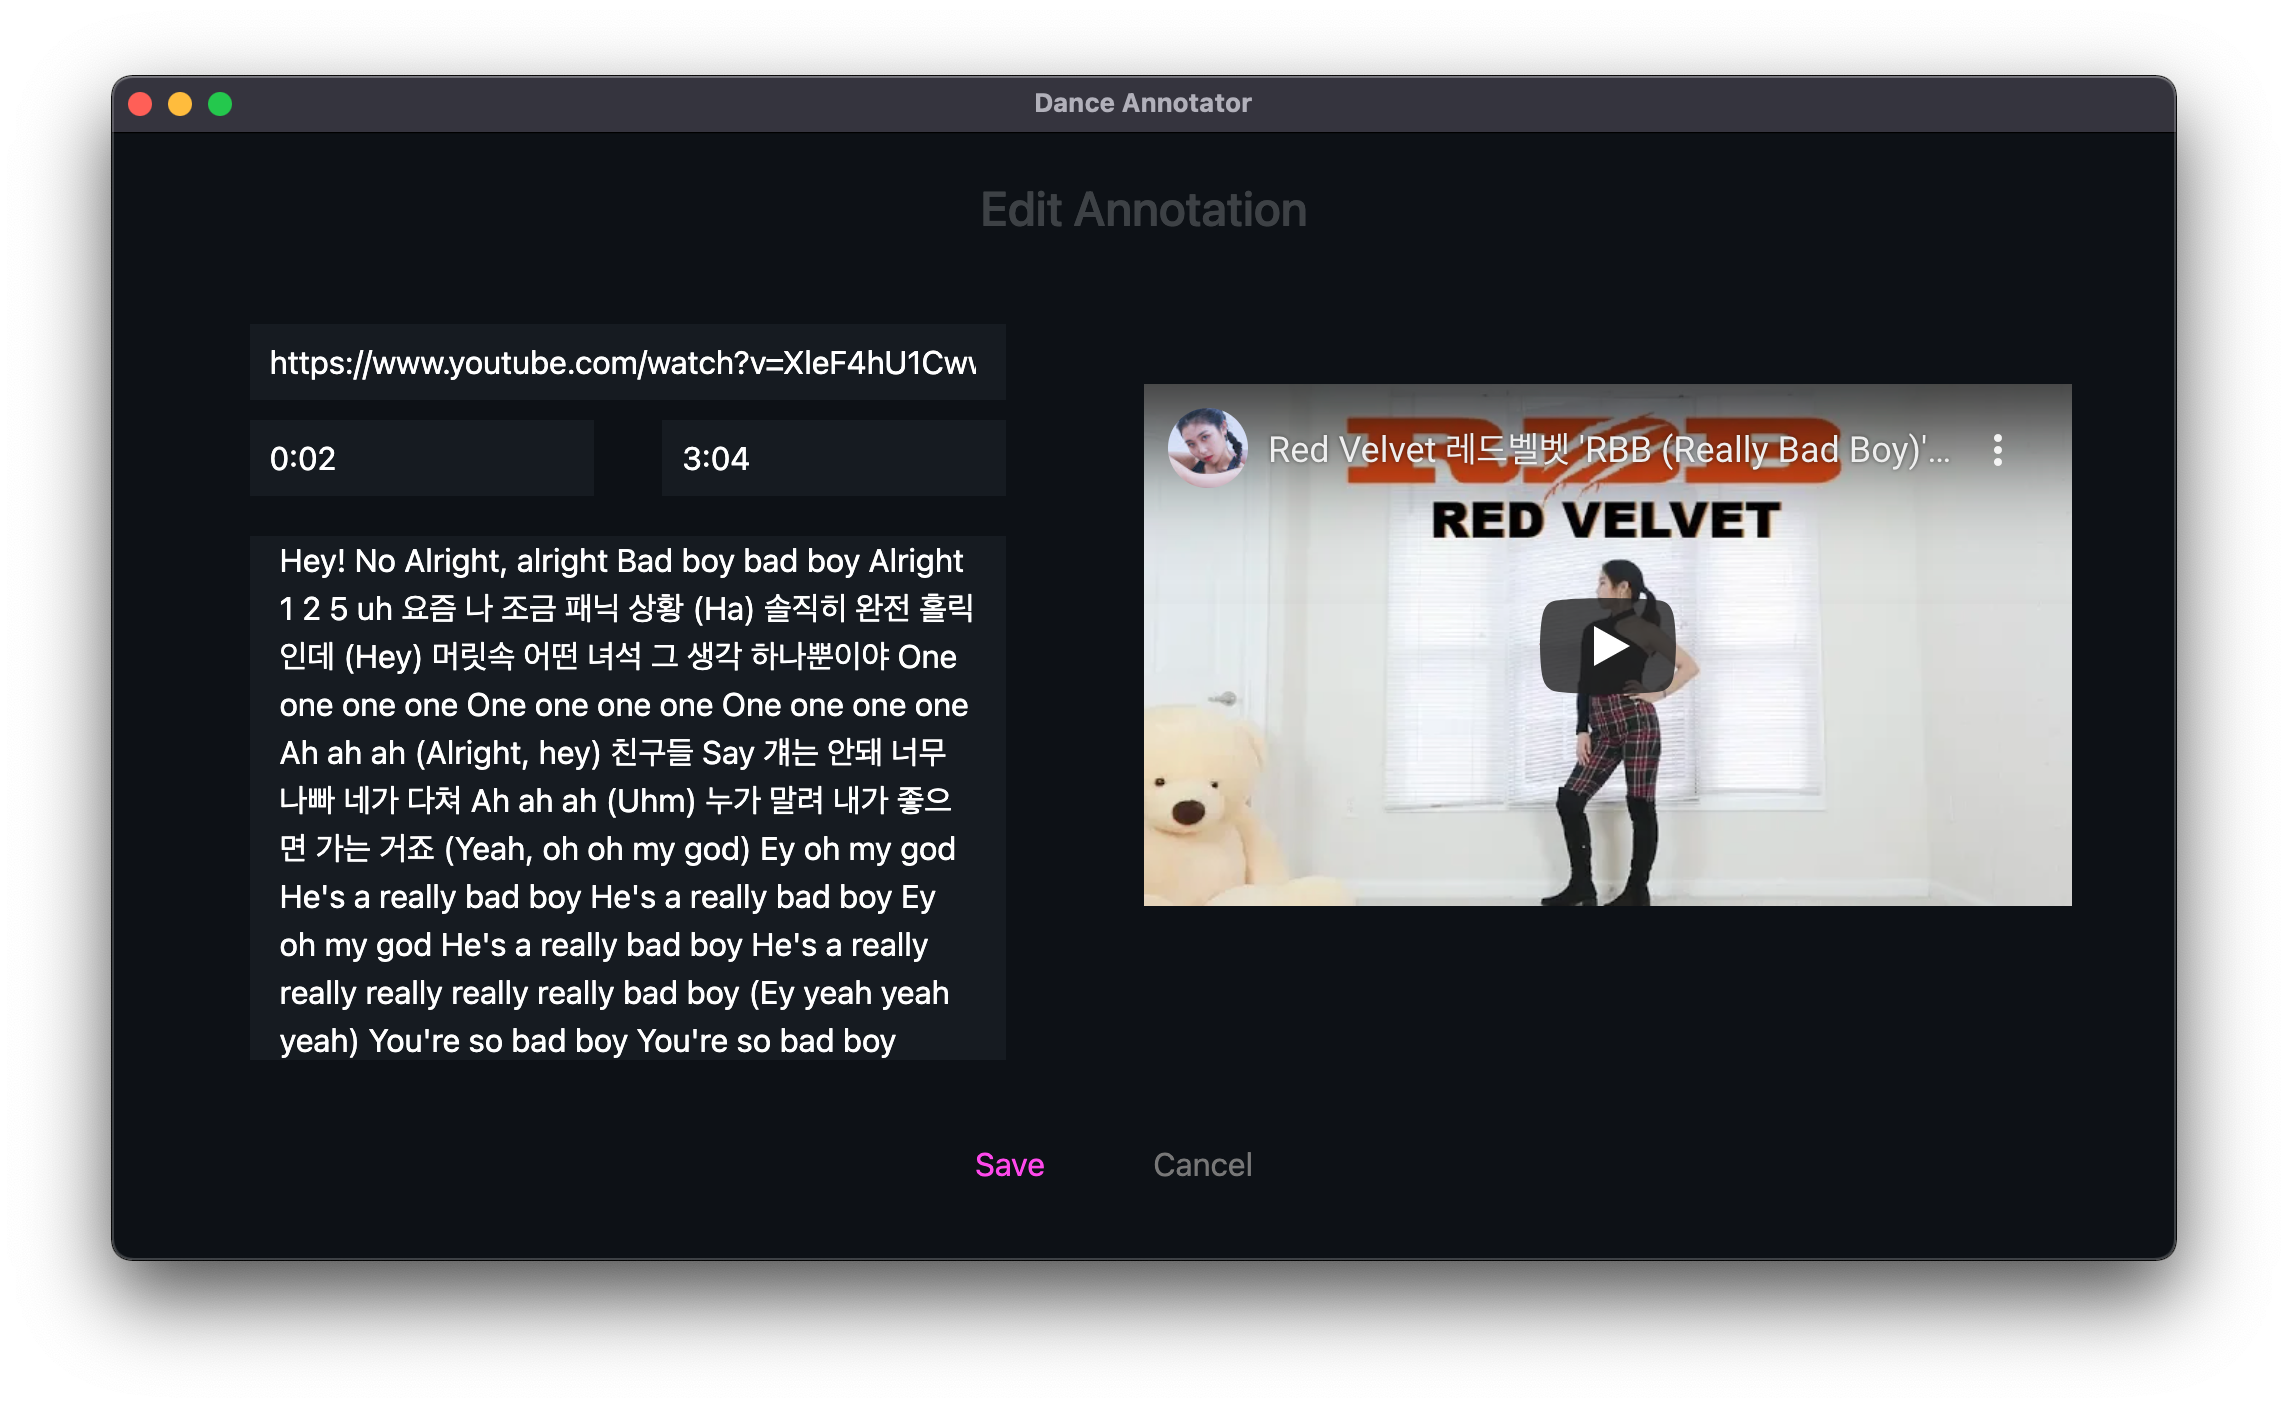 Dance Annotator
Edit Annotation
https://www.youtube.com/watch?v=XleF4hU1Cww
0:02
3:04
Hey! No Alright, alright Bad boy bad boy Alright
1 2 5 uh 요즘 나 조금 패닉 상황 (Ha) 솔직히 완전 홀릭
인데 (Hey) 머릿속 어떤 녀석 그 생각 하나뿐이야 One
one one one One one one one One one one one
Ah ah ah (Alright, hey) 친구들 Say 걔는 안돼 너무
나빠 네가 다쳐 Ah ah ah (Uhm) 누가 말려 내가 좋으
면 가는 거죠 (Yeah, oh oh my god) Ey oh my god
He's a really bad boy He's a really bad boy Ey
oh my god He's a really bad boy He's a really
really really really really bad boy (Ey yeah yeah
yeah) You're so bad boy You're so bad boy
RBB
Red Velvet 레드벨벳 'RBB (Really Bad Boy)'...
RED VELVET
Save
Cancel